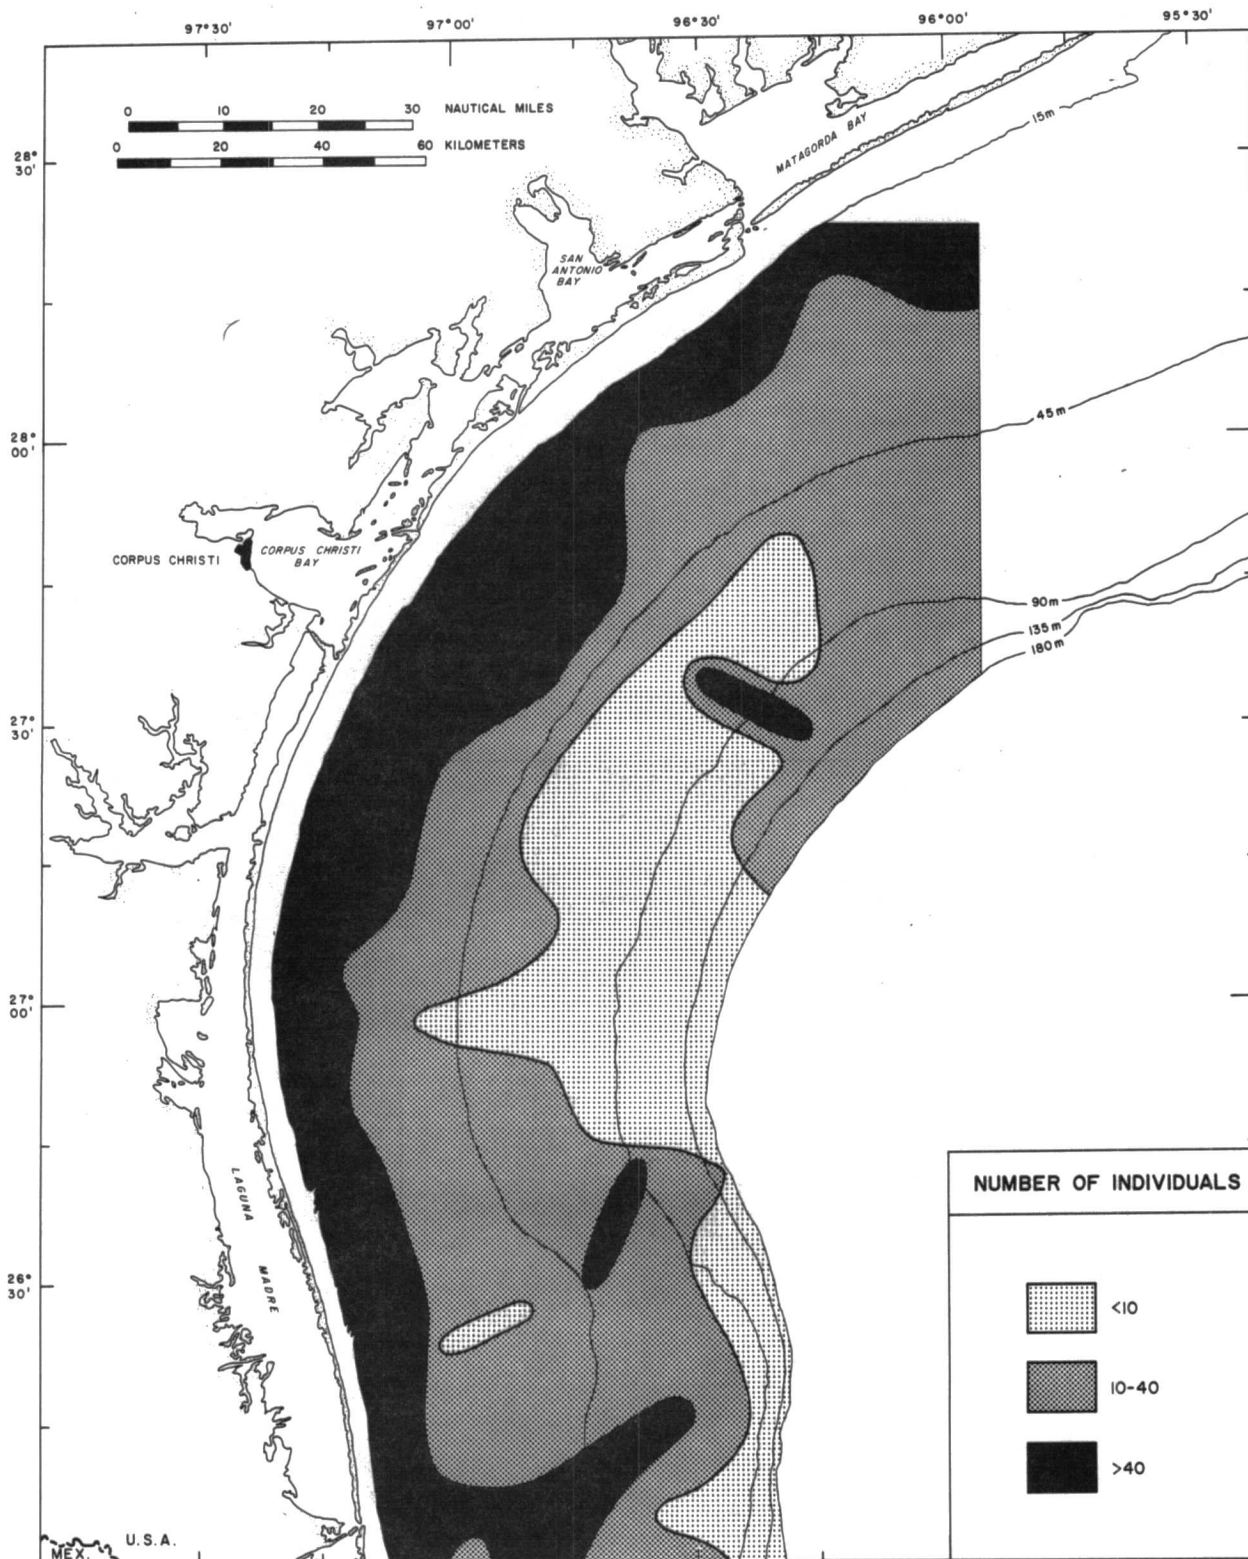 97°30'
97°00'
96°30'
96°00'
95°30'
0 10 20 30 NAUTICAL MILES
0 20 40 60 KILOMETERS
28°
30'
MATAGORDA BAY
15m
SAN
ANTONIO
BAY
28°
00'
45m
CORPUS CHRISTI
CORPUS CHRISTI
BAY
90m
135m
180m
27°
30'
27°
00'
LAGUNA
MADRE
26°
30'
NUMBER OF INDIVIDUALS
<10
10-40
>40
U.S.A.
MEX.